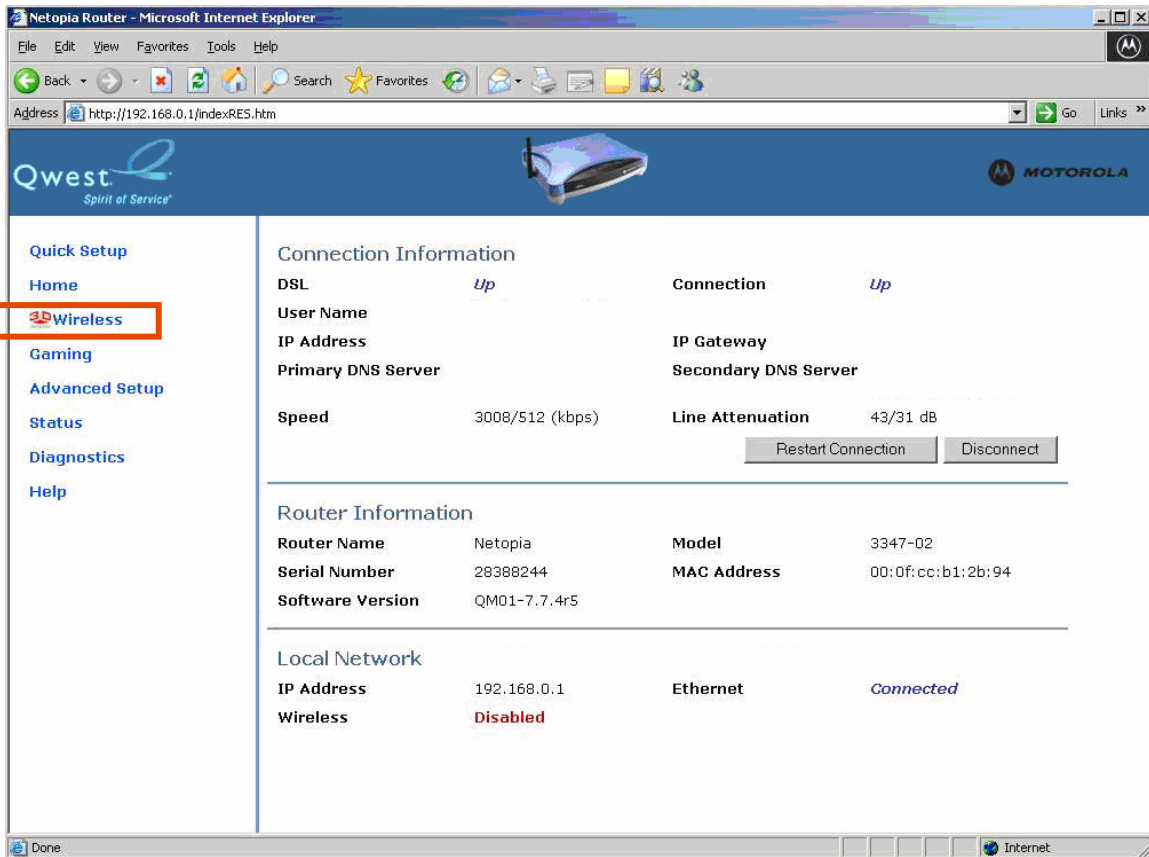 Netopia Router - Microsoft Internet Explorer
File Edit View Favorites Tools Help
Back Search Favorites
Address http://192.168.0.1/indexRES.htm Go Links »
Qwest
Spirit of Service
MOTOROLA
Quick Setup
Home
3D Wireless
Gaming
Advanced Setup
Status
Diagnostics
Help
Connection Information
DSL Up Connection Up
User Name
IP Address IP Gateway
Primary DNS Server Secondary DNS Server
Speed 3008/512 (kbps) Line Attenuation 43/31 dB
Restart Connection Disconnect
Router Information
Router Name Netopia Model 3347-02
Serial Number 28388244 MAC Address 00:0f:cc:b1:2b:94
Software Version QM01-7.7.4r5
Local Network
IP Address 192.168.0.1 Ethernet Connected
Wireless Disabled
Done Internet